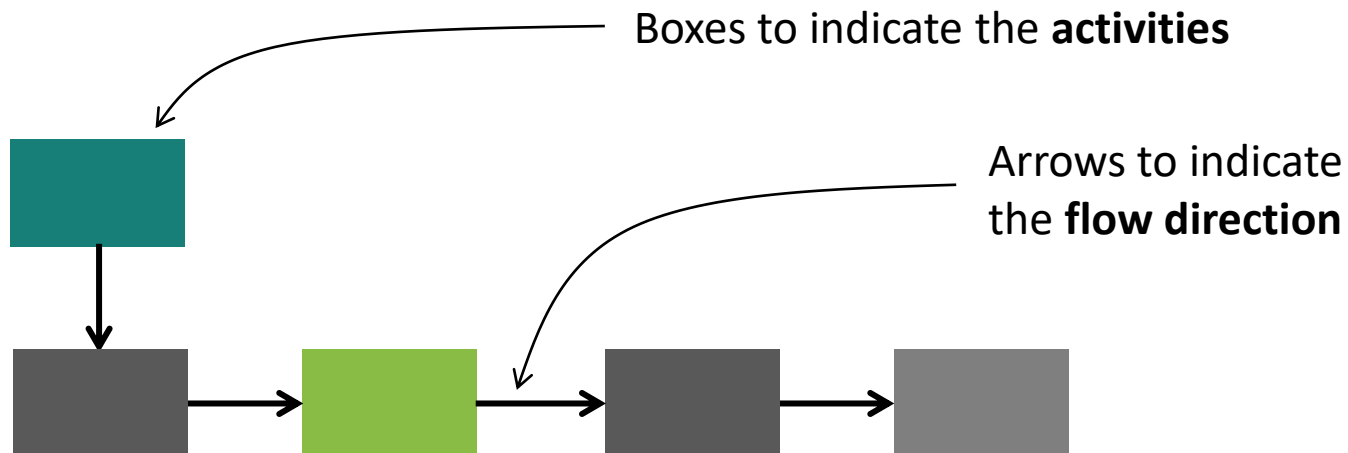 Boxes to indicate the activities
Arrows to indicate
the flow direction